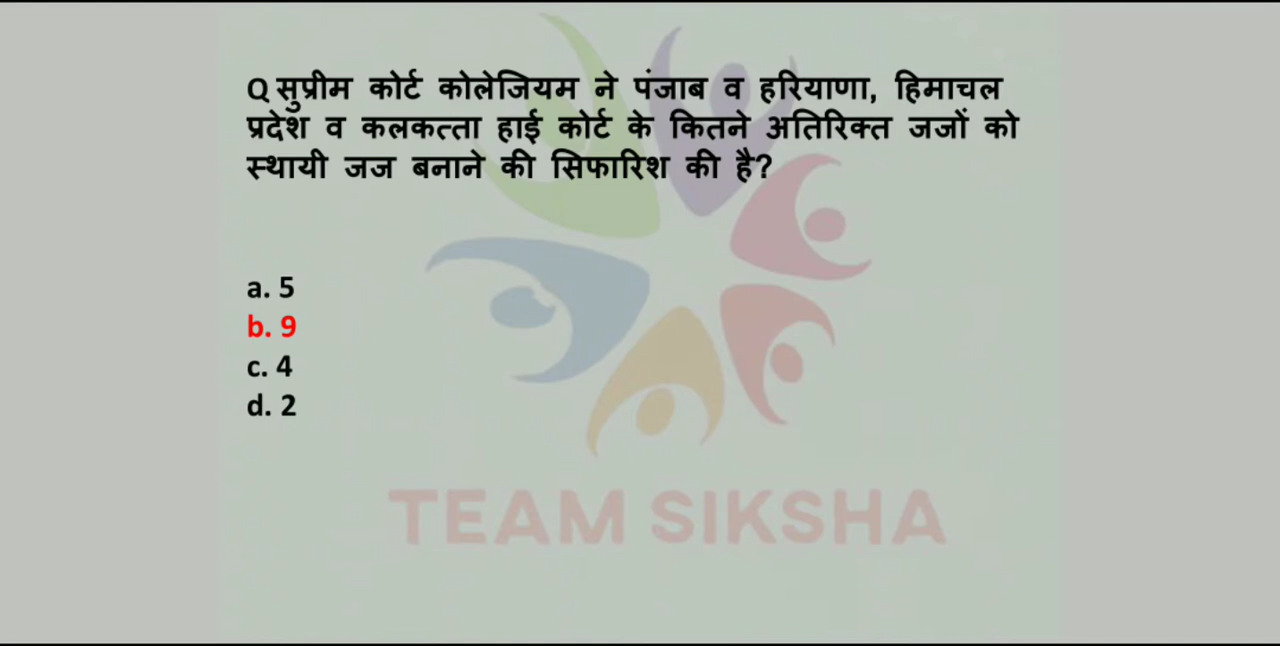 Q सुप्रीम कोर्ट कोलेजियम ने पंजाब व हरियाणा, हिमाचल
प्रदेश व कलकत्ता हाई कोर्ट के कितने अतिरिक्त जजों को
स्थायी जज बनाने की सिफारिश की है?
a. 5
b. 9
c. 4
d. 2
TEAM SIKSHA